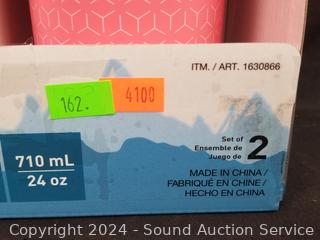 ITM. / ART. 1630866
162.
4100
Set of
Ensemble de
Juego de
2
710 mL
24 oz
MADE IN CHINA /
FABRIQUÉ EN CHINE /
HECHO EN CHINA
Copyright 2024 - Sound Auction Service